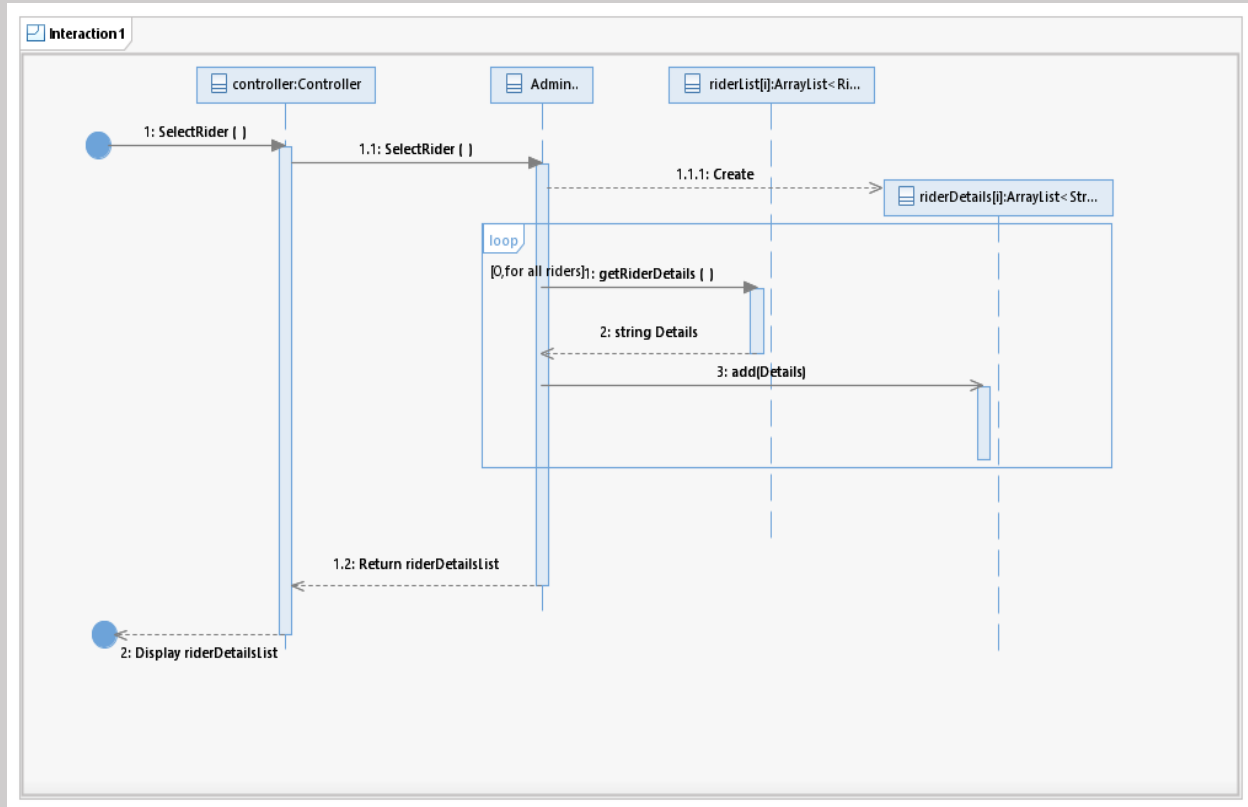 Interaction1
controller:Controller
Admin..
riderList[i]:ArrayList<Ri...
1: SelectRider ( )
1.1: SelectRider ( )
1.1.1: Create
riderDetails[i]:ArrayList<Str...
loop
[0,for all riders]
1: getRiderDetails ( )
2: string Details
3: add(Details)
1.2: Return riderDetailsList
2: Display riderDetailsList